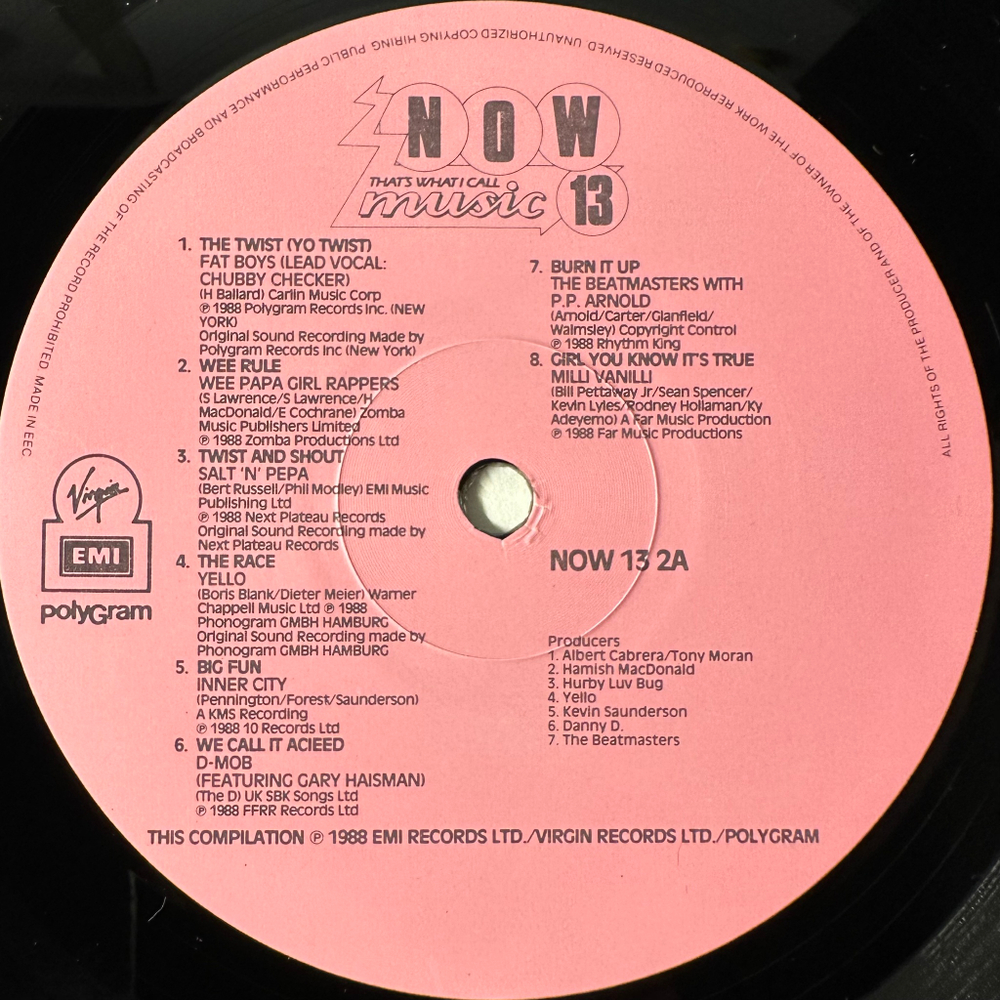 NOW
THAT'S WHAT I CALL
music 13
1. THE TWIST (YO TWIST)
FAT BOYS (LEAD VOCAL:
CHUBBY CHECKER)
(H Ballard) Carlin Music Corp
℗ 1988 Polygram Records Inc. (NEW
YORK)
Original Sound Recording Made by
Polygram Records Inc (New York)
2. WEE RULE
WEE PAPA GIRL RAPPERS
(S Lawrence/S Lawrence/H
MacDonald/E Cochrane) Zomba
Music Publishers Limited
℗ 1988 Zomba Productions Ltd
3. TWIST AND SHOUT
SALT 'N' PEPA
(Bert Russell/Phil Modley) EMI Music
Publishing Ltd
℗ 1988 Next Plateau Records
Original Sound Recording made by
Next Plateau Records
4. THE RACE
YELLO
(Boris Blank/Dieter Meier) Warner
Chappell Music Ltd ℗ 1988
Phonogram GMBH HAMBURG
Original Sound Recording made by
Phonogram GMBH HAMBURG
5. BIG FUN
INNER CITY
(Pennington/Forest/Saunderson)
A KMS Recording
℗ 1988 10 Records Ltd
6. WE CALL IT ACIEED
D-MOB
(FEATURING GARY HAISMAN)
(The D) UK SBK Songs Ltd
℗ 1988 FFRR Records Ltd
7. BURN IT UP
THE BEATMASTERS WITH
P.P. ARNOLD
(Arnold/Carter/Glanfield/
Walmsley) Copyright Control
℗ 1988 Rhythm King
8. GIRL YOU KNOW IT'S TRUE
MILLI VANILLI
(Bill Pettaway Jr/Sean Spencer/
Kevin Lyles/Rodney Hollaman/Ky
Adeyemo) A Far Music Production
℗ 1988 Far Music Productions
Virgin
EMI
polyGram
NOW 13 2A
Producers
1. Albert Cabrera/Tony Moran
2. Hamish MacDonald
3. Hurby Luv Bug
4. Yello
5. Kevin Saunderson
6. Danny D.
7. The Beatmasters
THIS COMPILATION ℗ 1988 EMI RECORDS LTD./VIRGIN RECORDS LTD./POLYGRAM
ALL RIGHTS OF THE PRODUCER AND OF THE OWNER OF THE WORK REPRODUCED RESERVED UNAUTHORIZED COPYING HIRING PUBLIC PERFORMANCE AND BROADCASTING OF THE RECORD PROHIBITED MADE IN EEC